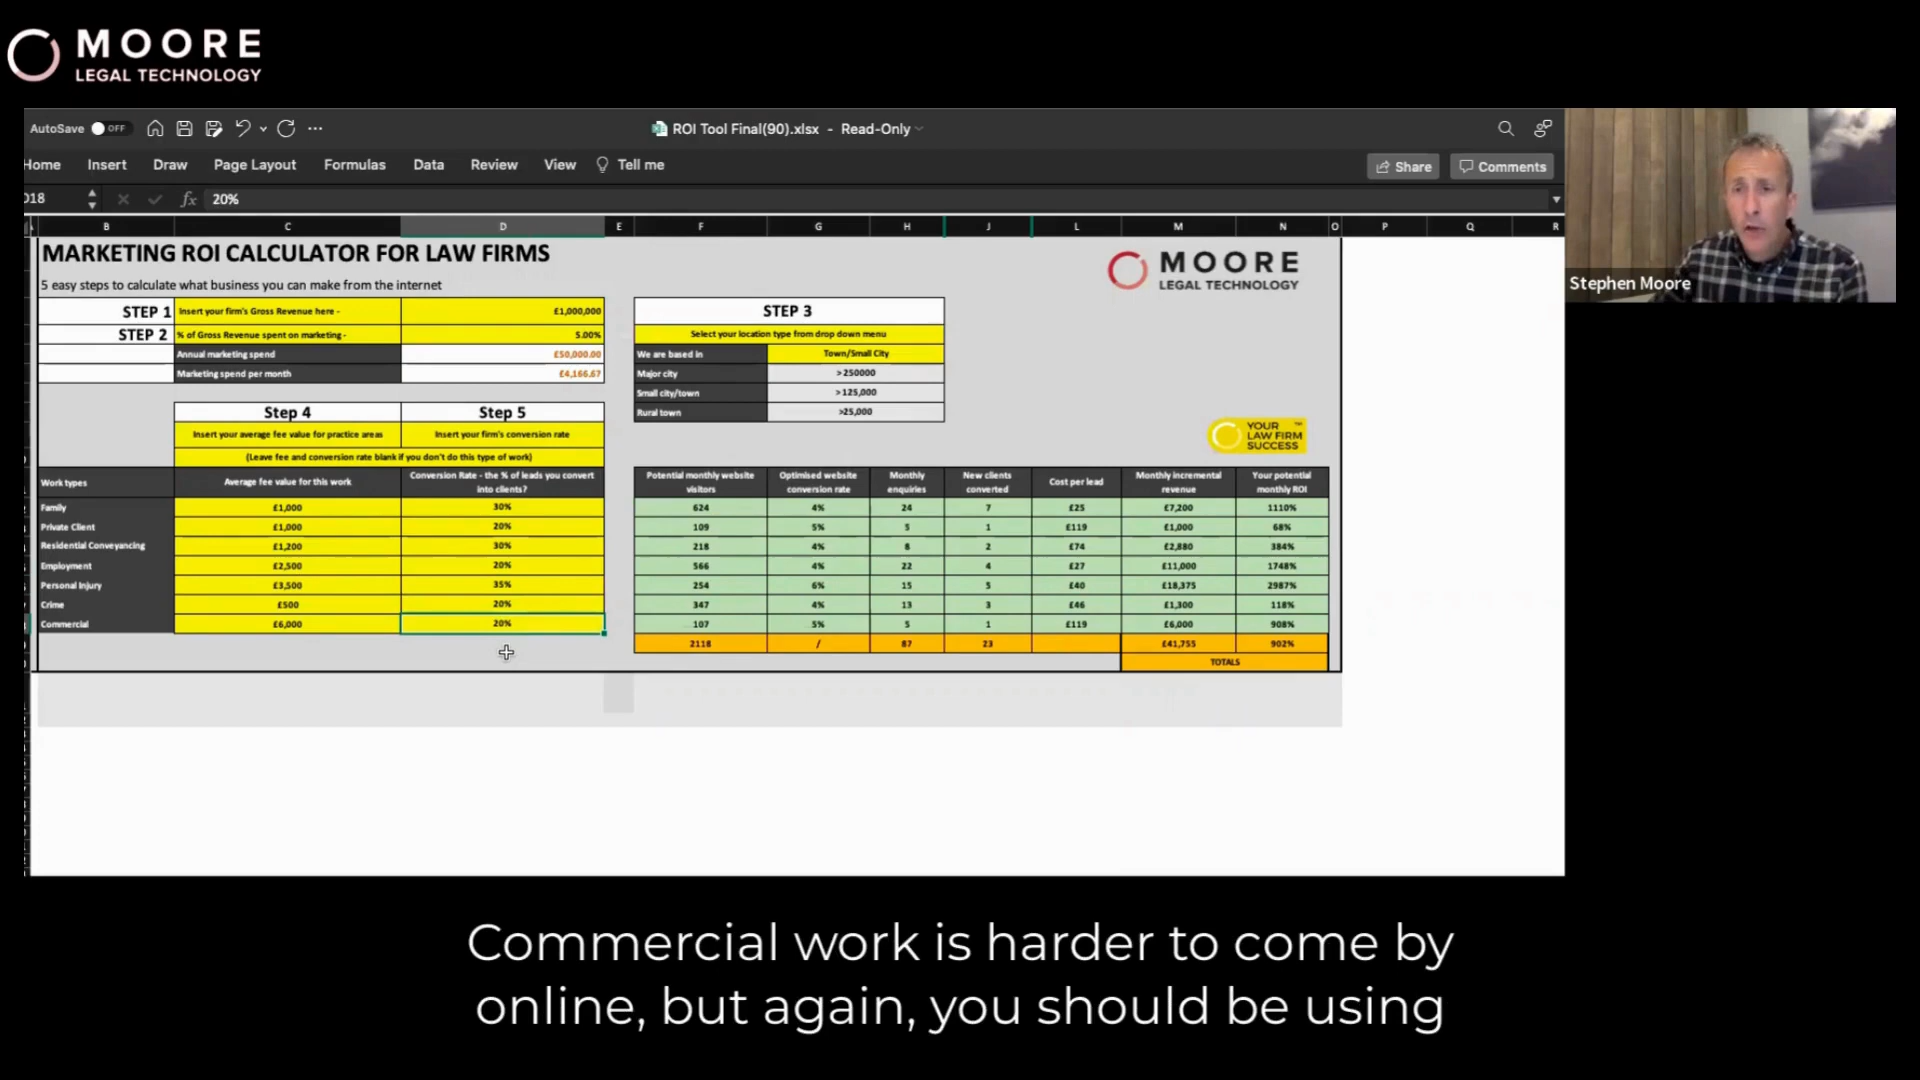 MOORE
LEGAL TECHNOLOGY
AutoSave OFF
ROI Tool Final(90).xlsx - Read-Only
Home Insert Draw Page Layout Formulas Data Review View Tell me
Share Comments
D18 fx 20%
B C D E F G H J L M N O P Q R
MARKETING ROI CALCULATOR FOR LAW FIRMS
5 easy steps to calculate what business you can make from the internet
MOORE
LEGAL TECHNOLOGY
Stephen Moore
STEP 1 Insert your firm's Gross Revenue here - £1,000,000
STEP 2 % of Gross Revenue spent on marketing - 5.00%
Annual marketing spend £50,000.00
Marketing spend per month £4,166.67
STEP 3
Select your location type from drop down menu
We are based in Town/Small City
Major city >250000
Small city/town >125,000
Rural town >25,000
Step 4 Step 5
Insert your average fee value for practice areas Insert your firm's conversion rate
(Leave fee and conversion rate blank if you don't do this type of work)
YOUR
LAW FIRM
SUCCESS ™
Work types Average fee value for this work Conversion Rate - the % of leads you convert into clients? Potential monthly website visitors Optimised website conversion rate Monthly enquiries New clients converted Cost per lead Monthly incremental revenue Your potential monthly ROI
Family £1,000 30% 624 4% 24 7 £25 £7,200 1110%
Private Client £1,000 20% 109 5% 5 1 £119 £1,000 68%
Residential Conveyancing £1,200 30% 218 4% 8 2 £74 £2,880 384%
Employment £2,500 20% 566 4% 22 4 £27 £11,000 1748%
Personal Injury £3,500 35% 254 6% 15 5 £40 £18,375 2987%
Crime £500 20% 347 4% 13 3 £46 £1,300 118%
Commercial £6,000 20% 107 5% 5 1 £119 £6,000 908%
2118 / 87 23 £41,755 902%
TOTALS
Commercial work is harder to come by
online, but again, you should be using